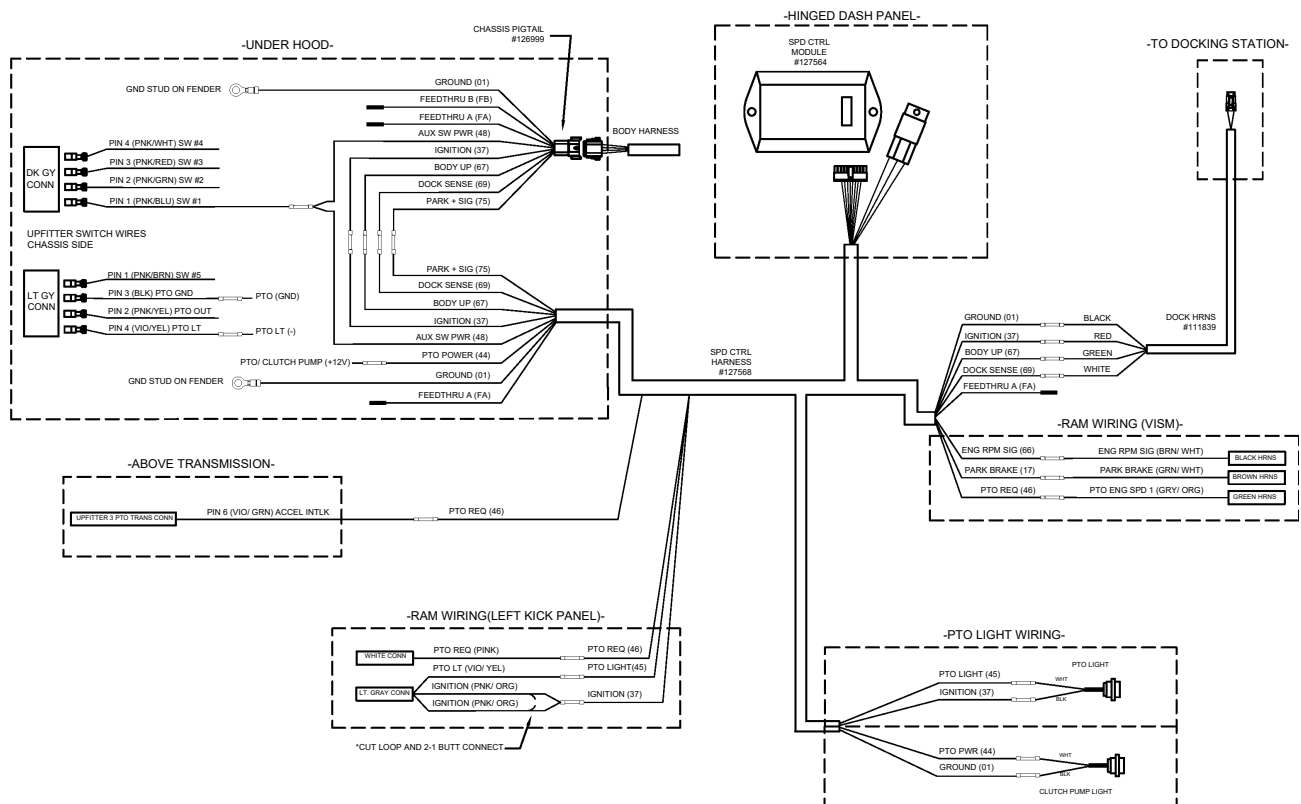 -UNDER HOOD-
CHASSIS PIGTAIL
#126999
GND STUD ON FENDER
GROUND (01)
FEEDTHRU B (FB)
FEEDTHRU A (FA)
AUX SW PWR (48)
IGNITION (37)
BODY UP (67)
DOCK SENSE (69)
PARK + SIG (75)
BODY HARNESS
DK GY
CONN
PIN 4 (PNK/WHT) SW #4
PIN 3 (PNK/RED) SW #3
PIN 2 (PNK/GRN) SW #2
PIN 1 (PNK/BLU) SW #1
UPFITTER SWITCH WIRES
CHASSIS SIDE
LT GY
CONN
PIN 1 (PNK/BRN) SW #5
PIN 3 (BLK) PTO GND
PTO (GND)
PIN 2 (PNK/YEL) PTO OUT
PIN 4 (VIO/YEL) PTO LT
PTO LT (-)
PARK + SIG (75)
DOCK SENSE (69)
BODY UP (67)
IGNITION (37)
AUX SW PWR (48)
PTO/ CLUTCH PUMP (+12V)
PTO POWER (44)
GND STUD ON FENDER
GROUND (01)
FEEDTHRU A (FA)
-HINGED DASH PANEL-
SPD CTRL
MODULE
#127564
-TO DOCKING STATION-
SPD CTRL
HARNESS
#127568
DOCK HRNS
#111839
GROUND (01)
BLACK
IGNITION (37)
RED
BODY UP (67)
GREEN
DOCK SENSE (69)
WHITE
FEEDTHRU A (FA)
-RAM WIRING (VISM)-
ENG RPM SIG (66)
ENG RPM SIG (BRN/ WHT)
BLACK HRNS
PARK BRAKE (17)
PARK BRAKE (GRN/ WHT)
BROWN HRNS
PTO REQ (46)
PTO ENG SPD 1 (GRY/ ORG)
GREEN HRNS
-ABOVE TRANSMISSION-
UPFITTER 3 PTO TRANS CONN
PIN 6 (VIO/ GRN) ACCEL INTLK
PTO REQ (46)
-RAM WIRING(LEFT KICK PANEL)-
WHITE CONN
PTO REQ (PINK)
PTO REQ (46)
PTO LT (VIO/ YEL)
PTO LIGHT(45)
LT. GRAY CONN
IGNITION (PNK/ ORG)
IGNITION (PNK/ ORG)
IGNITION (37)
*CUT LOOP AND 2-1 BUTT CONNECT
-PTO LIGHT WIRING-
PTO LIGHT (45)
WHT
PTO LIGHT
IGNITION (37)
BLK
PTO PWR (44)
WHT
GROUND (01)
BLK
CLUTCH PUMP LIGHT